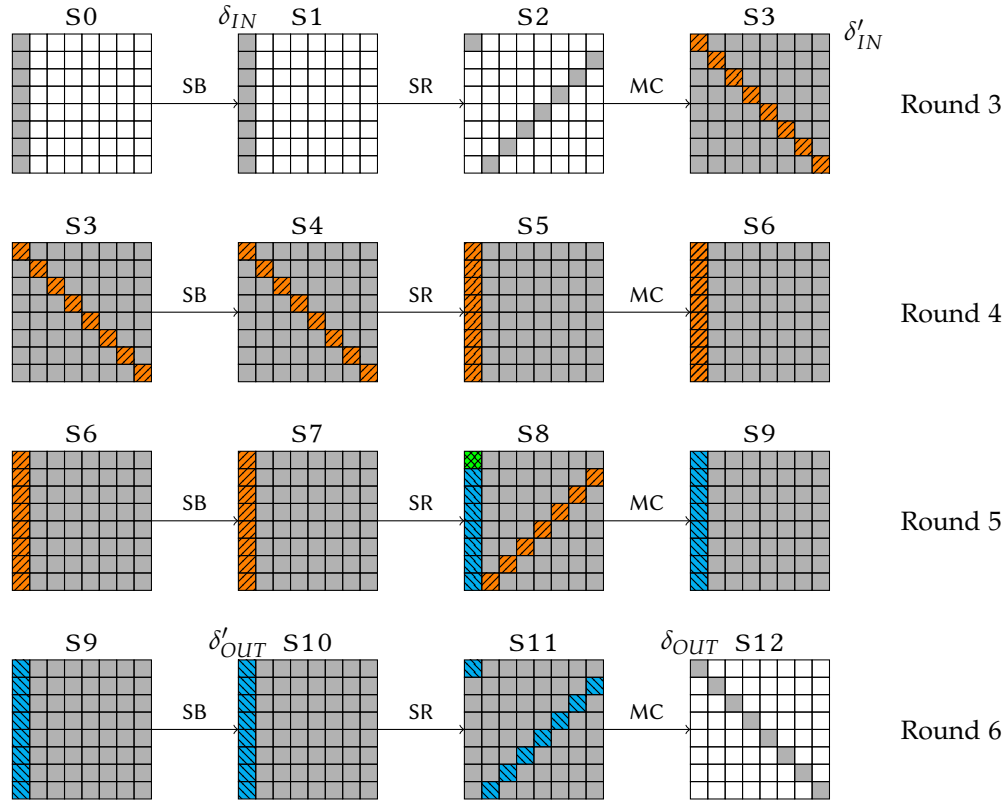 S0 δIN S1 S2 S3 δ′IN
SB SR MC Round 3
S3 S4 S5 S6
SB SR MC Round 4
S6 S7 S8 S9
SB SR MC Round 5
S9 δ′OUT S10 S11 δOUT S12
SB SR MC Round 6